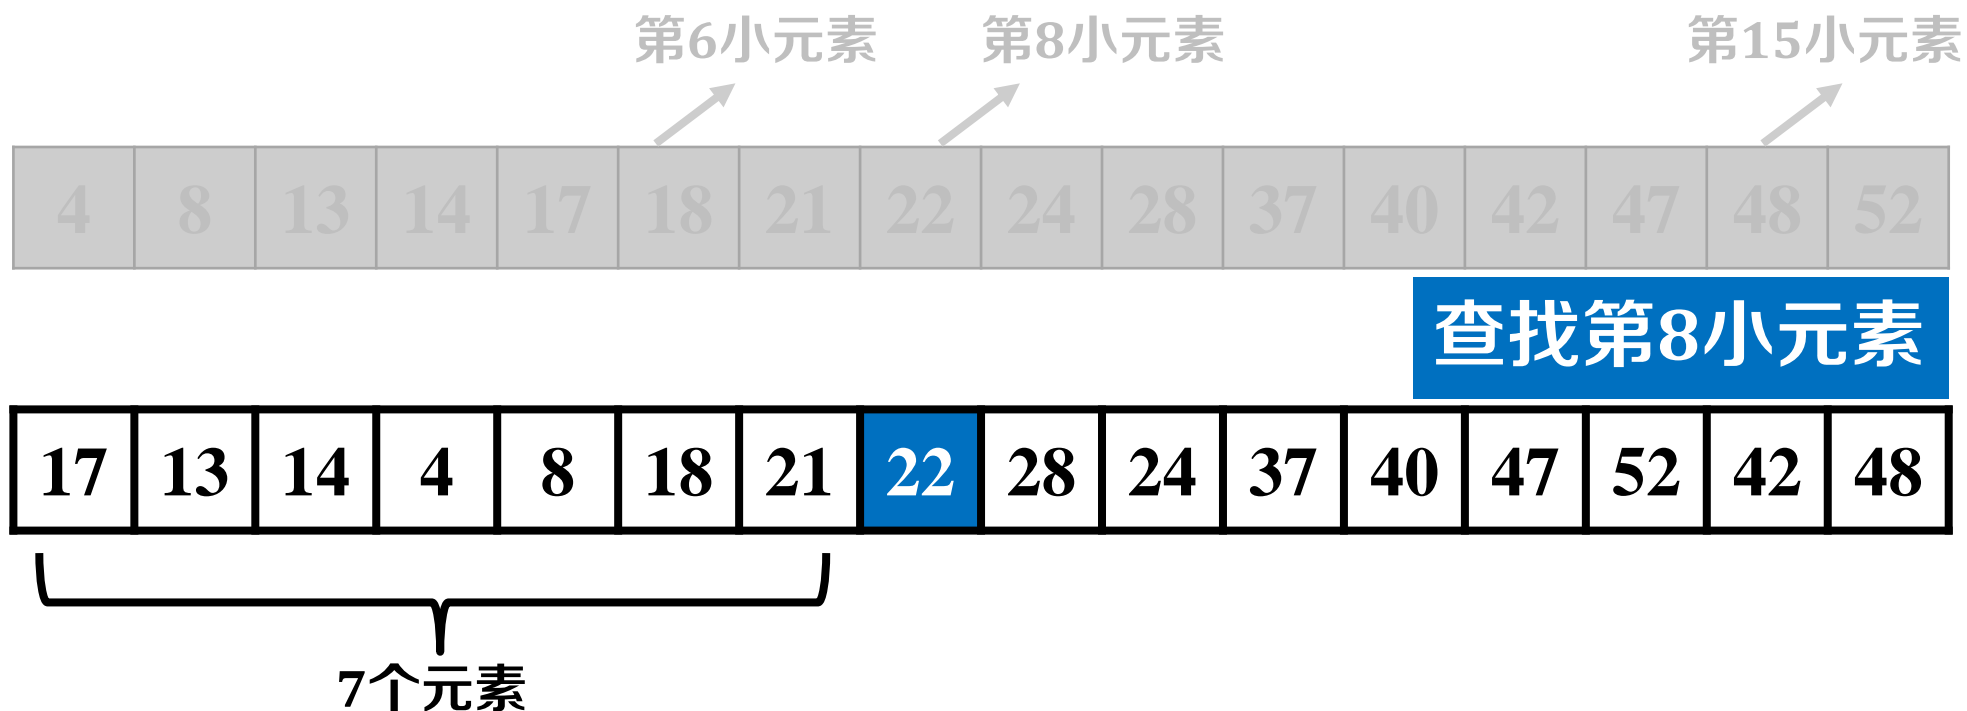 第6小元素 第8小元素 第15小元素
4 8 13 14 17 18 21 22 24 28 37 40 42 47 48 52
查找第8小元素
17 13 14 4 8 18 21 22 28 24 37 40 47 52 42 48
7个元素